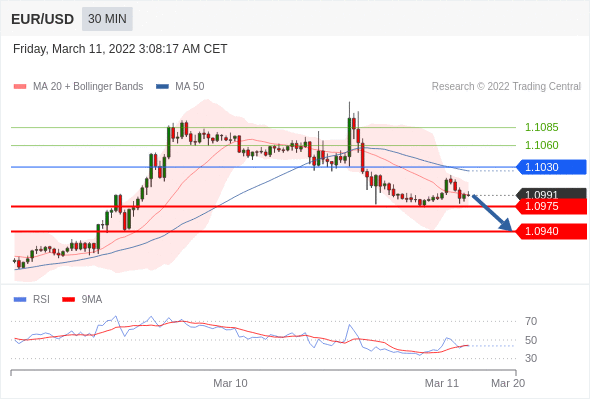 EUR/USD 30 MIN
Friday, March 11, 2022 3:08:17 AM CET
MA 20 + Bollinger Bands MA 50 Research © 2022 Trading Central
1.1085
1.1060
1.1030
1.0991
1.0975
1.0940
RSI 9MA
70
50
30
Mar 10 Mar 11 Mar 20